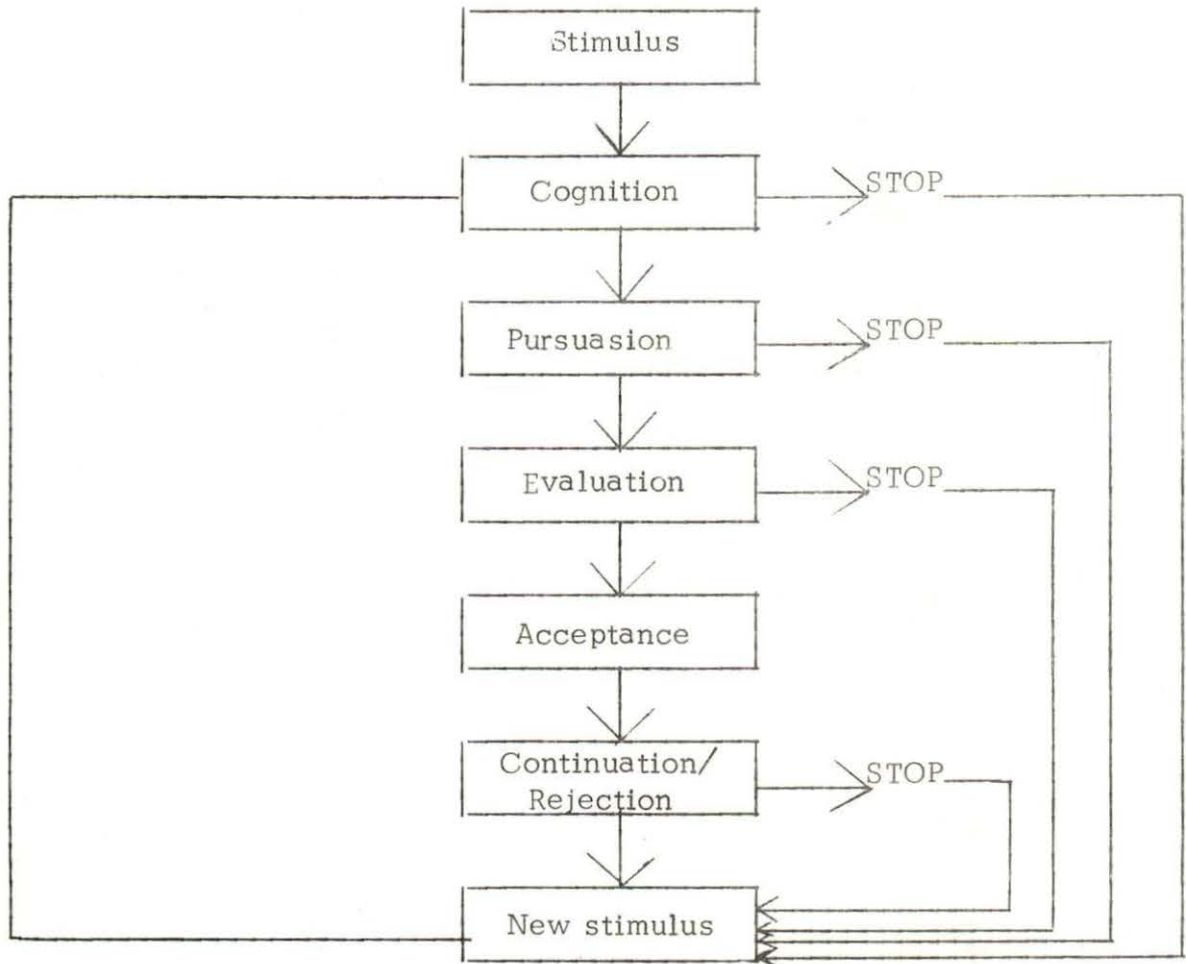 Stimulus
Cognition
STOP
Pursuasion
STOP
Evaluation
STOP
Acceptance
Continuation/
Rejection
STOP
New stimulus